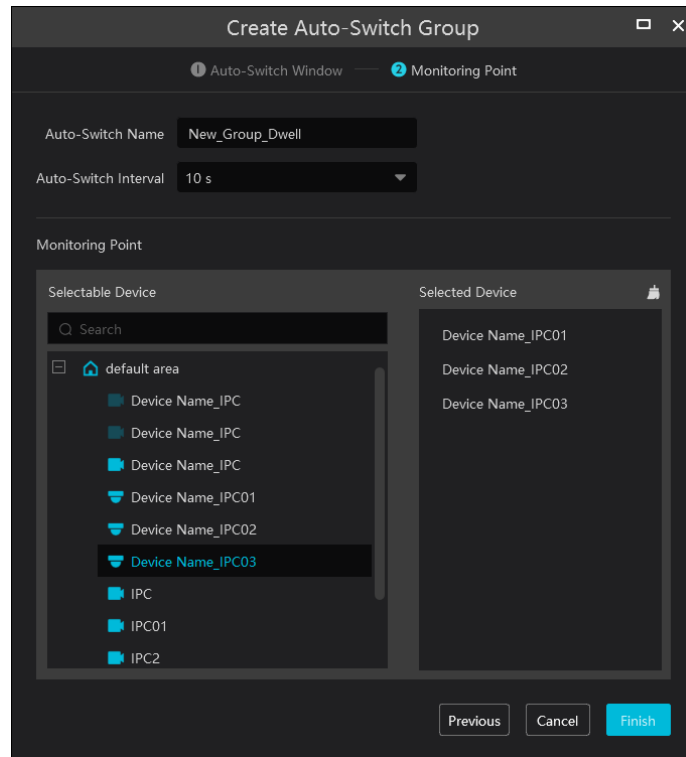 Create Auto-Switch Group
1 Auto-Switch Window 2 Monitoring Point
Auto-Switch Name New_Group_Dwell
Auto-Switch Interval 10 s
Monitoring Point
Selectable Device
Search
default area
Device Name_IPC
Device Name_IPC
Device Name_IPC
Device Name_IPC01
Device Name_IPC02
Device Name_IPC03
IPC
IPC01
IPC2
Selected Device
Device Name_IPC01
Device Name_IPC02
Device Name_IPC03
Previous Cancel Finish